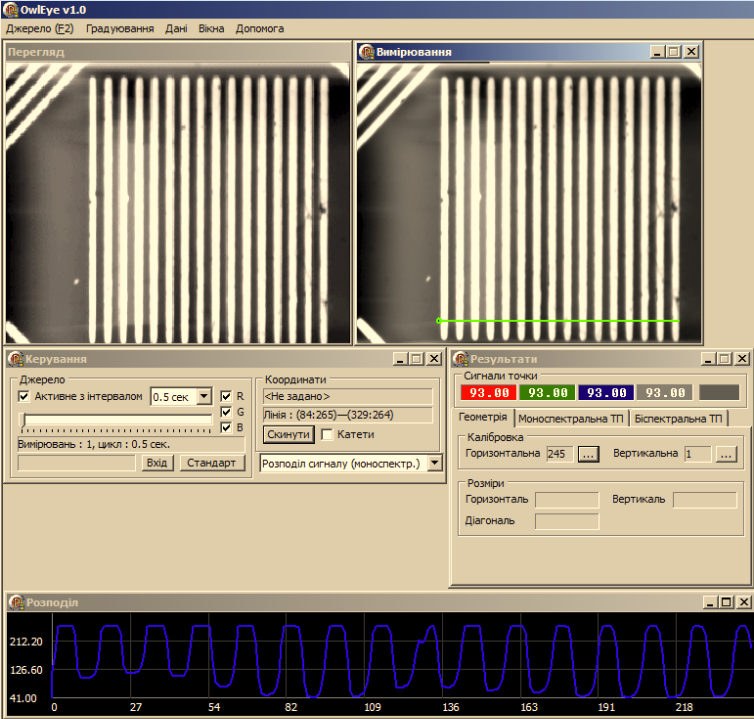 OwlEye v1.0
Джерело (F2) Градуювання Дані Вікна Допомога
Перегляд
Вимірювання
Керування
Джерело
Активне з інтервалом 0.5 сек
R
G
B
Вимірювань : 1, цикл : 0.5 сек.
Вхід Стандарт
Координати
<Не задано>
Лінія : (84:265)—(329:264)
Скинути Катети
Розподіл сигналу (моноспектр.)
Результати
Сигнали точки
93.00 93.00 93.00 93.00
Геометрія Моноспектральна ТП Біспектральна ТП
Калібровка
Горизонтальна 245 ... Вертикальна 1 ...
Розміри
Горизонталь Вертикаль
Діагональ
Розподіл
212.20
126.60
41.00
0 27 54 82 109 136 163 191 218